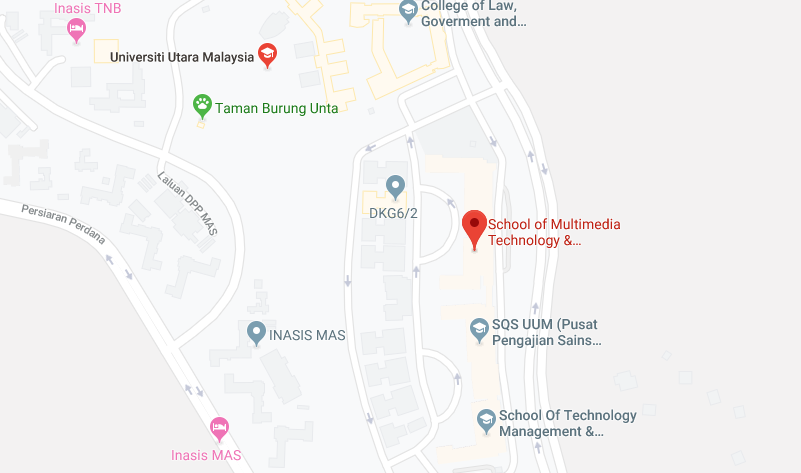 Inasis TNB
College of Law,
Goverment and...
Universiti Utara Malaysia
Taman Burung Unta
Laluan DPP MAS
Persiaran Perdana
DKG6/2
School of Multimedia
Technology &...
INASIS MAS
SQS UUM (Pusat
Pengajian Sains...
School Of Technology
Management &...
Inasis MAS